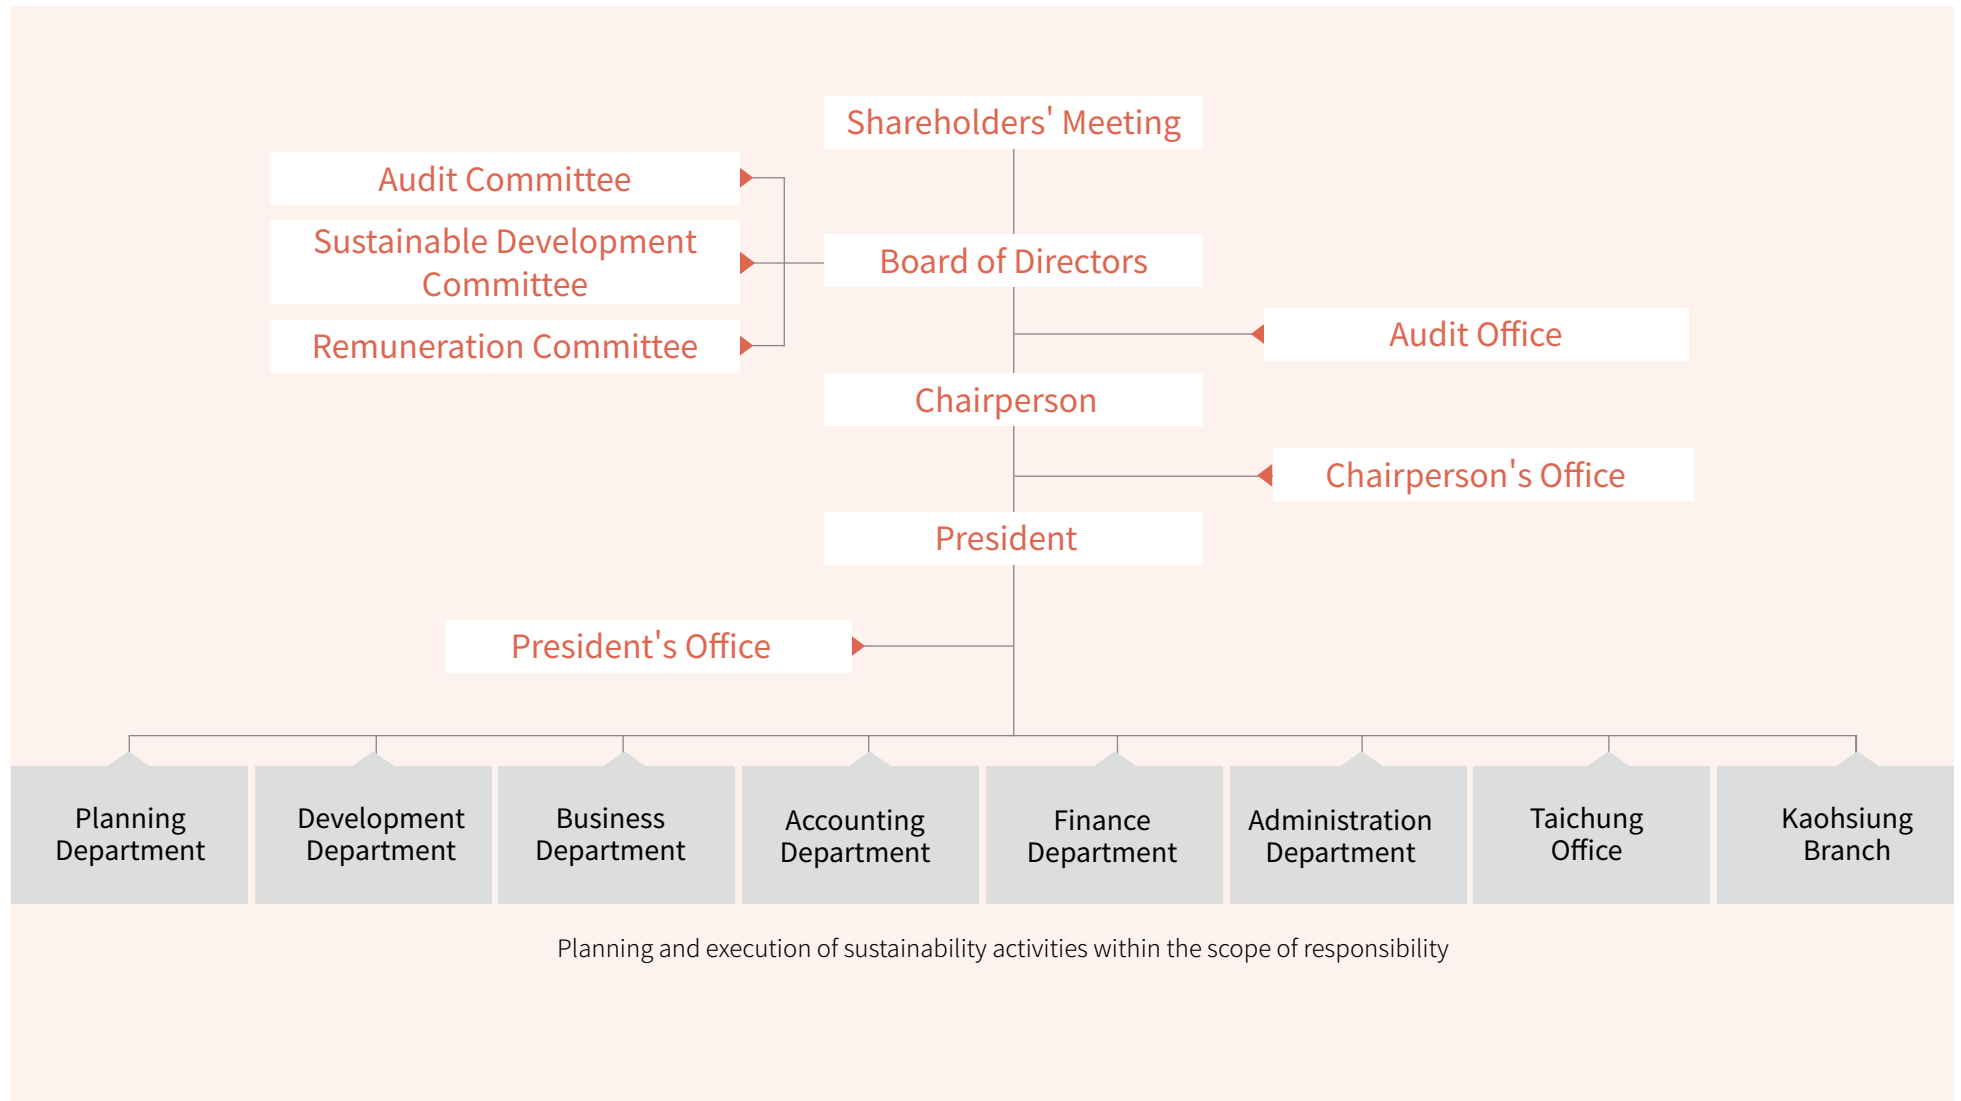 Shareholders' Meeting
Audit Committee
Sustainable Development
Committee
Board of Directors
Remuneration Committee
Audit Office
Chairperson
Chairperson's Office
President
President's Office
Planning
Department
Development
Department
Business
Department
Accounting
Department
Finance
Department
Administration
Department
Taichung
Office
Kaohsiung
Branch
Planning and execution of sustainability activities within the scope of responsibility